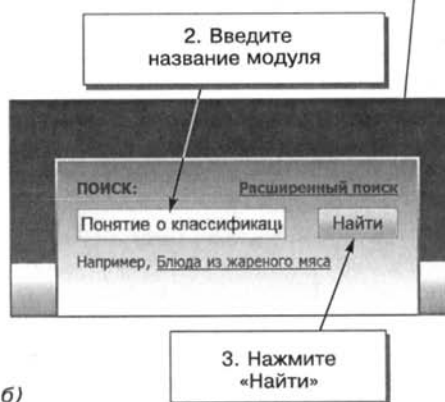 2. Введите
название модуля
ПОИСК: Расширенный поиск
Понятие о классификаци Найти
Например, Блюда из жареного мяса
3. Нажмите
«Найти»
б)